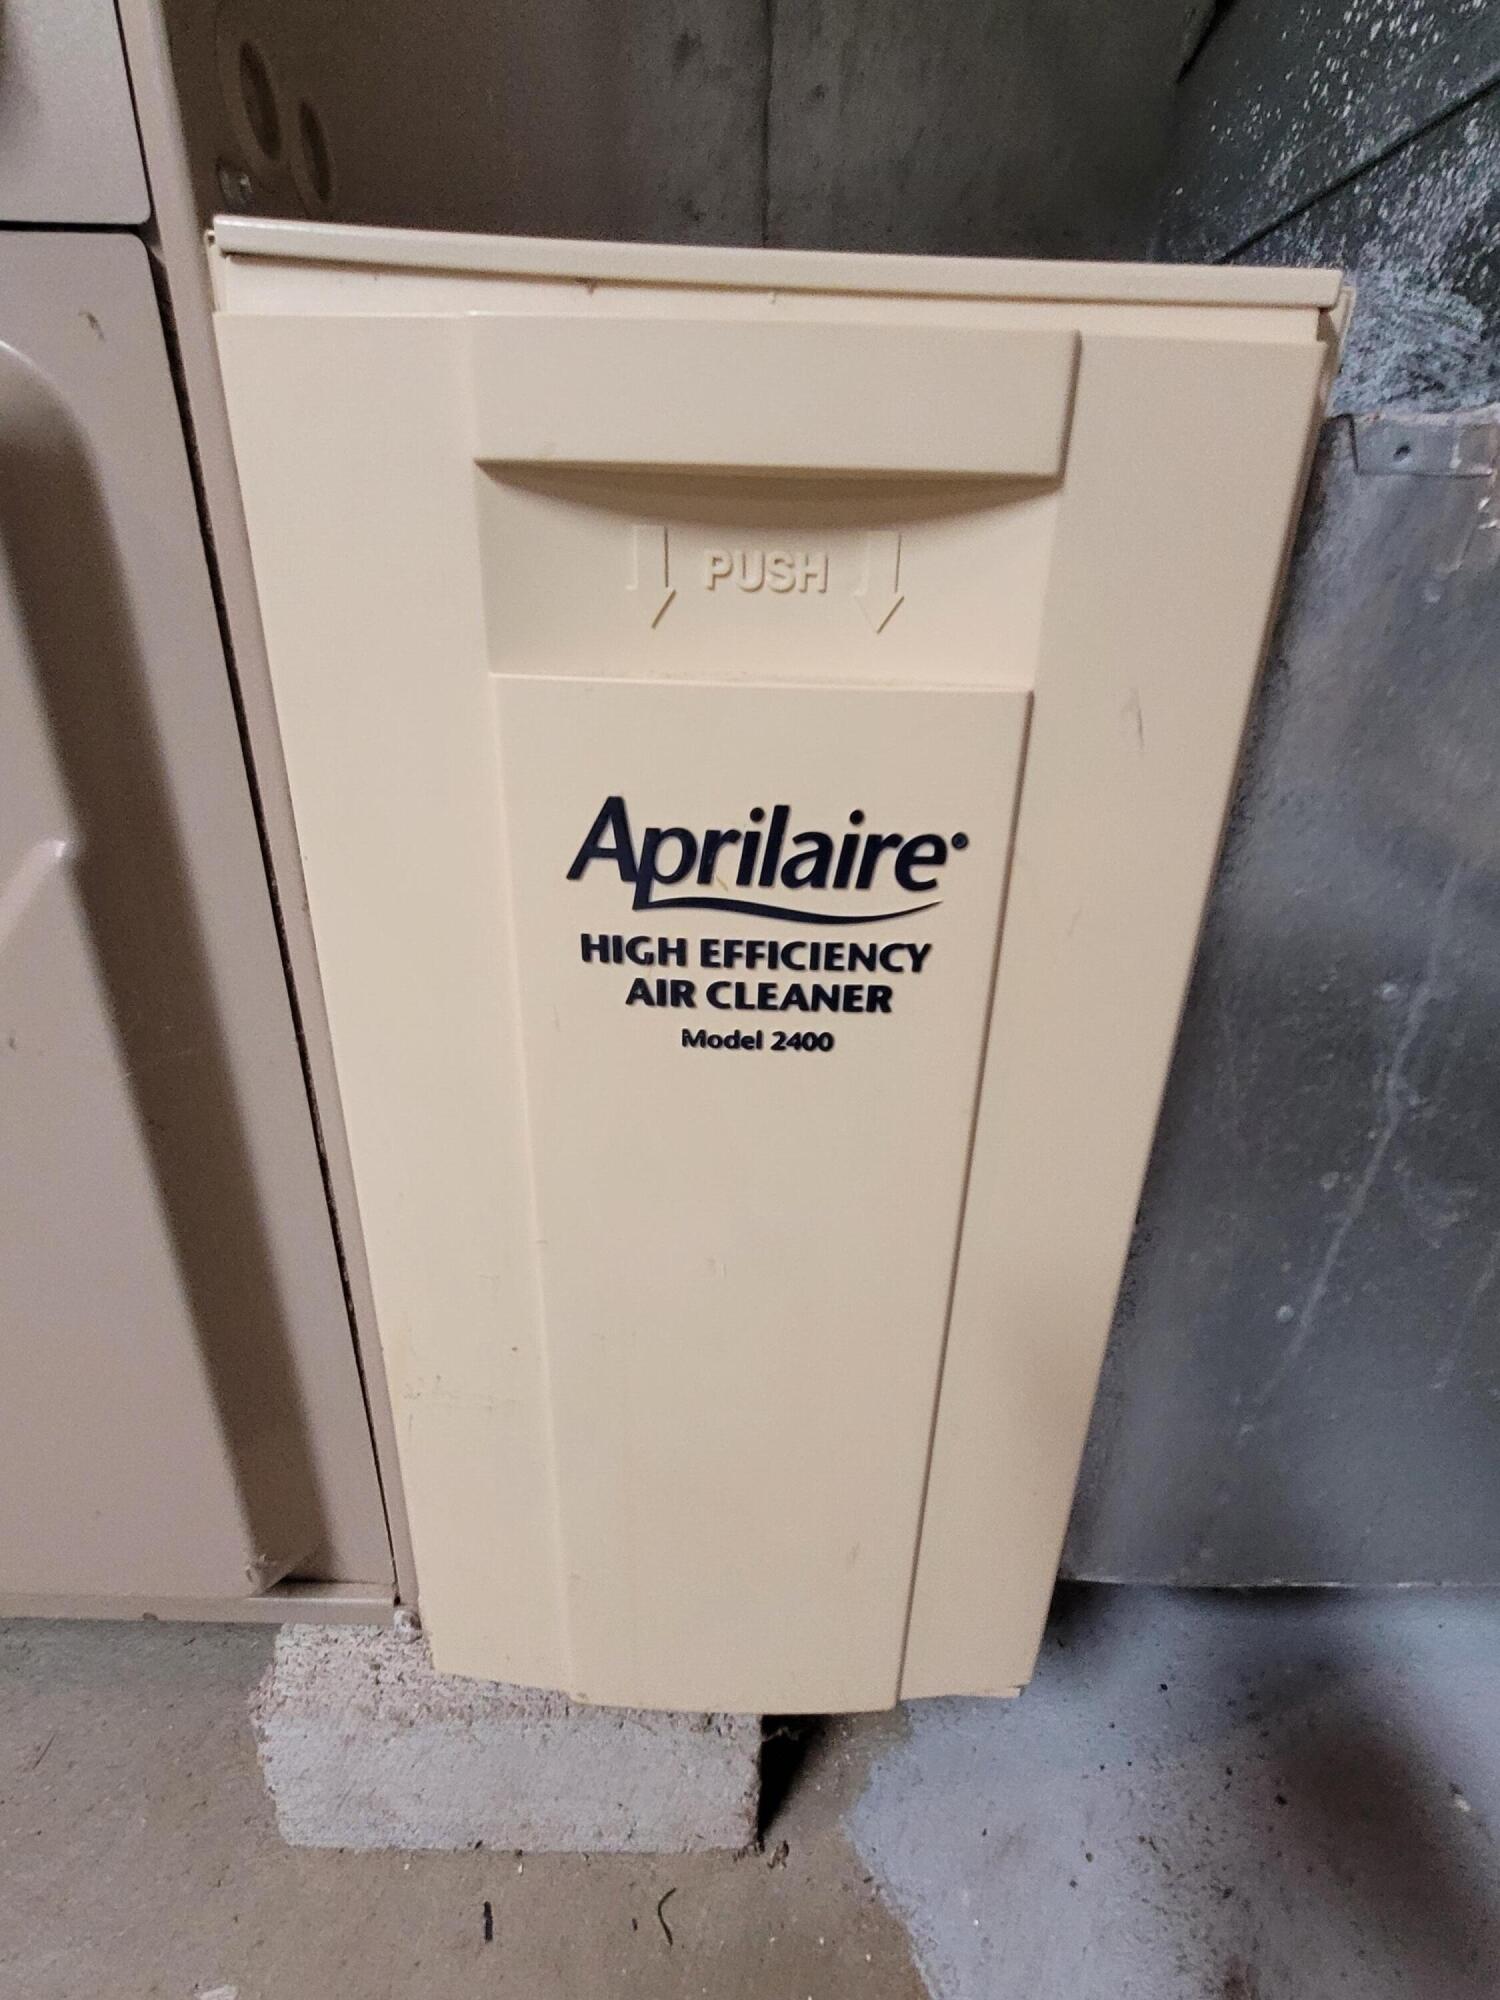 PUSH
Aprilaire®
HIGH EFFICIENCY
AIR CLEANER
Model 2400